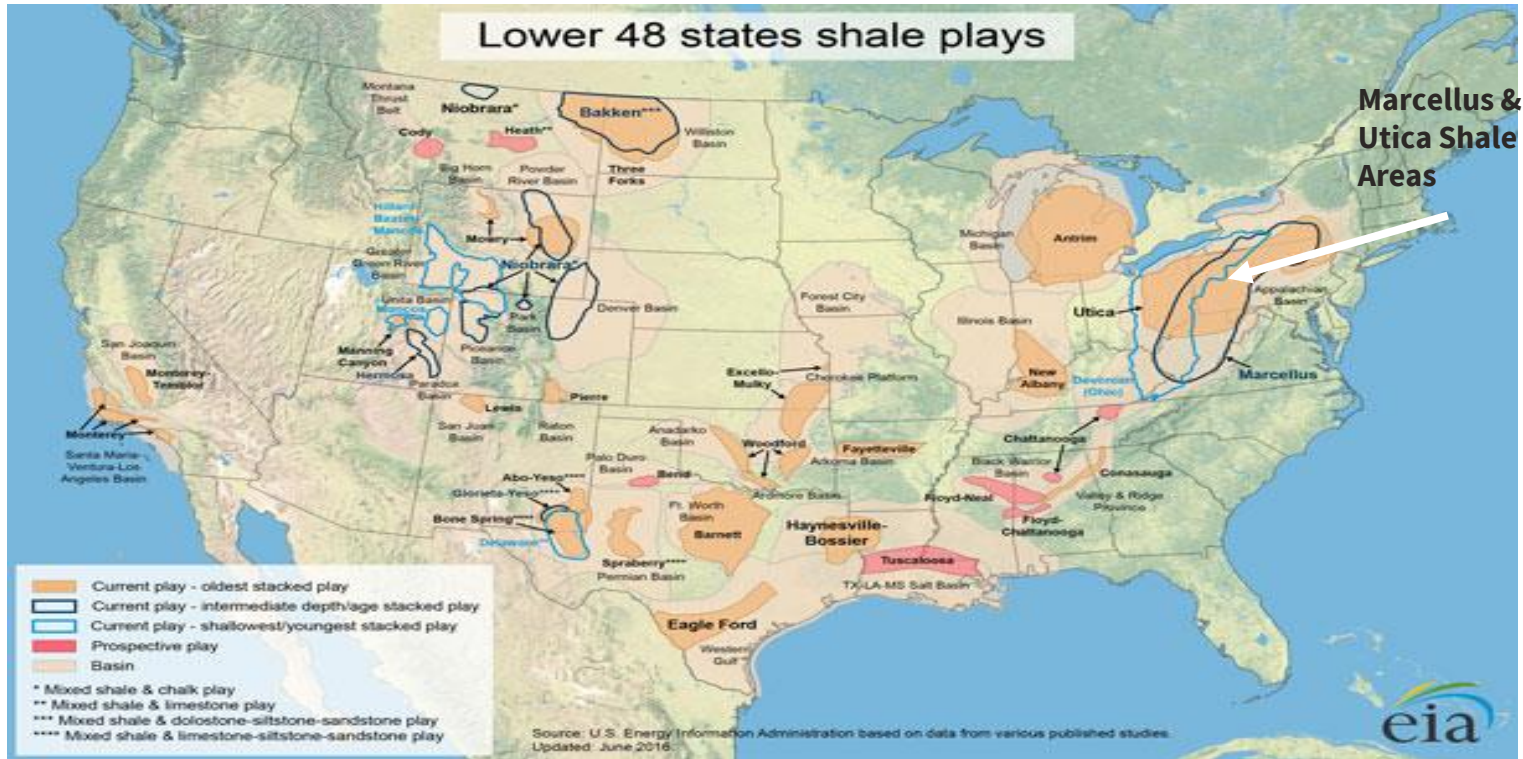 Lower 48 states shale plays
Marcellus &
Utica Shale
Areas
Montana
Thrust
Belt
Niobrara*
Bakken***
Cody
Heath**
Williston
Basin
Big Horn
Basin
Powder
River Basin
Three
Forks
Hilliard-
Baxter-
Mancos
Mowry
Greater
Green River
Basin
Niobrara*
Michigan
Basin
Antrim
Uinta Basin
Mancos
Park
Basin
Denver Basin
Forest City
Basin
Illinois Basin
Utica
Appalachian
Basin
San Joaquin
Basin
Monterey-
Temblor
Manning
Canyon
Hermosa
Piceance
Basin
Paradox
Basin
Excello-
Mulky
Cherokee Platform
New
Albany
Devonian
(Ohio)
Marcellus
Lewis
Pierre
Monterey
San Juan
Basin
Raton
Basin
Anadarko
Basin
Woodford
Fayetteville
Chattanooga
Santa Maria-
Ventura-Los
Angeles Basin
Palo Duro
Basin
Bend
Arkoma Basin
Black Warrior
Basin
Conasauga
Abo-Yeso****
Glorieta-Yeso****
Ardmore Basin
Floyd-Neal
Valley & Ridge
Province
Bone Spring****
Delaware**
Ft. Worth
Basin
Barnett
Haynesville-
Bossier
Floyd-
Chattanooga
Spraberry****
Permian Basin
Tuscaloosa
TX-LA-MS Salt Basin
Eagle Ford
Western
Gulf
Current play - oldest stacked play
Current play - intermediate depth/age stacked play
Current play - shallowest/youngest stacked play
Prospective play
Basin
* Mixed shale & chalk play
** Mixed shale & limestone play
*** Mixed shale & dolostone-siltstone-sandstone play
**** Mixed shale & limestone-siltstone-sandstone play
Source: U.S. Energy Information Administration based on data from various published studies.
Updated: June 2016
eia